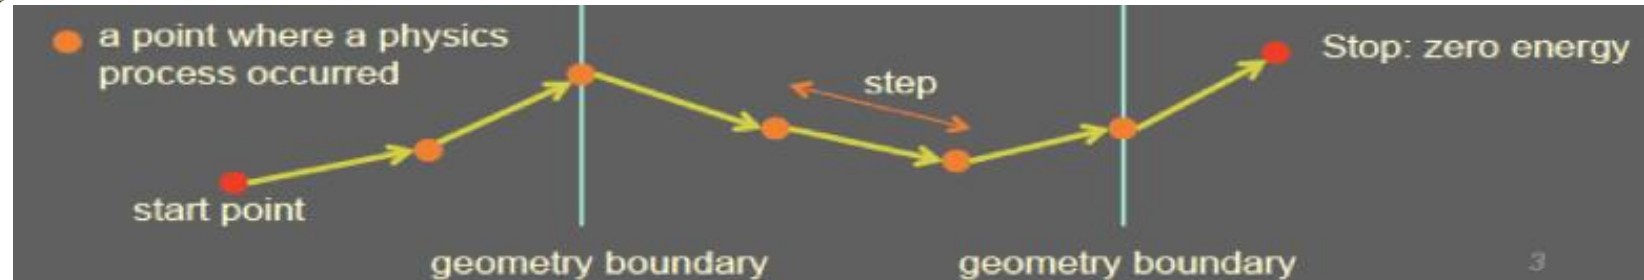 a point where a physics
process occurred
Stop: zero energy
step
start point
geometry boundary
geometry boundary
3